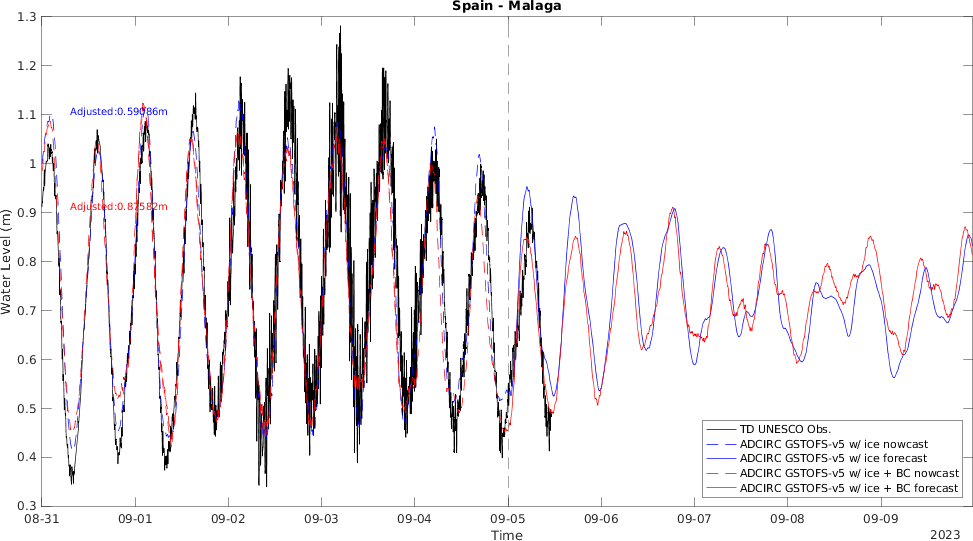 Spain - Malaga
1.3
1.2
1.1
1
0.9
0.8
0.7
0.6
0.5
0.4
0.3
Water Level (m)
Adjusted:0.59086m
Adjusted:0.87582m
TD UNESCO Obs.
ADCIRC GSTOFS-v5 w/ ice nowcast
ADCIRC GSTOFS-v5 w/ ice forecast
ADCIRC GSTOFS-v5 w/ ice + BC nowcast
ADCIRC GSTOFS-v5 w/ ice + BC forecast
08-31 09-01 09-02 09-03 09-04 09-05 09-06 09-07 09-08 09-09
Time
2023